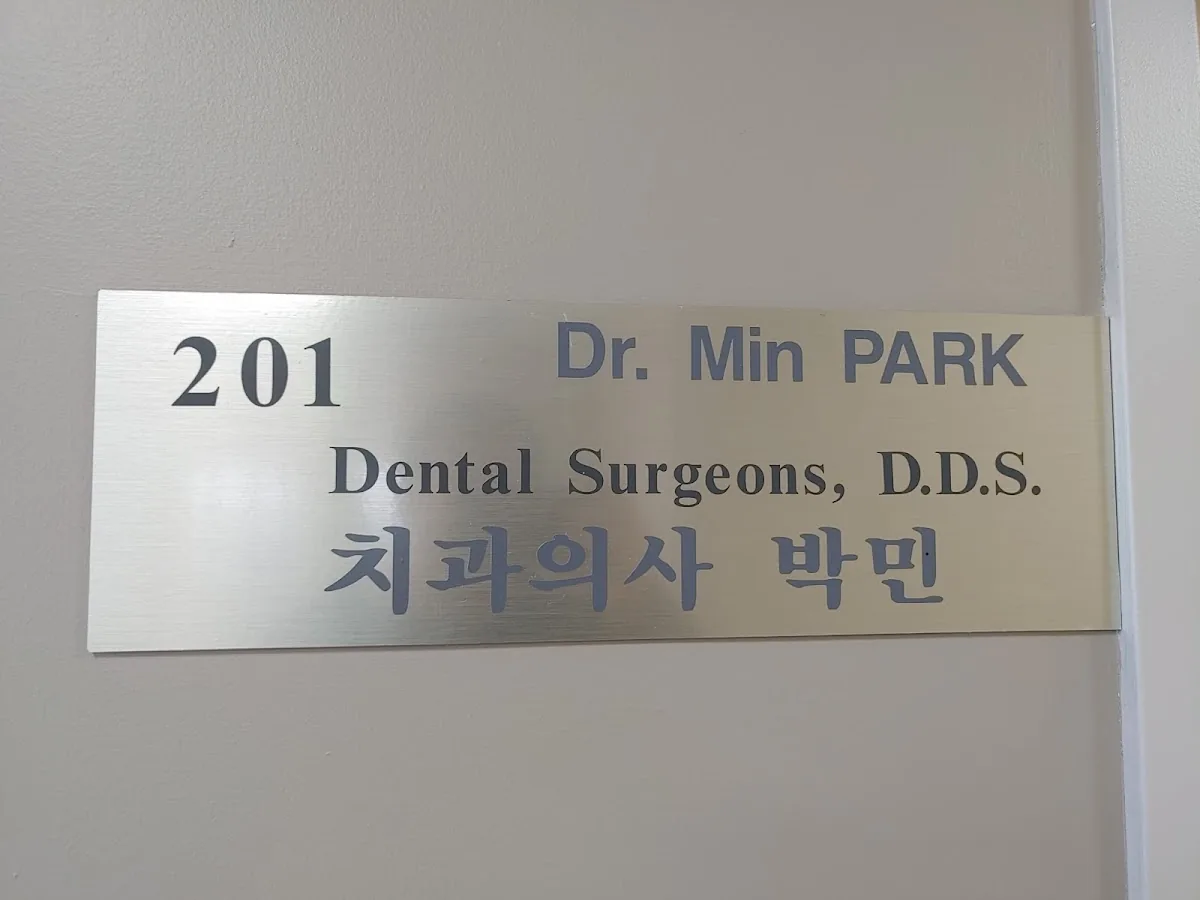 201 Dr. Min PARK
Dental Surgeons, D.D.S.
치과의사 박민